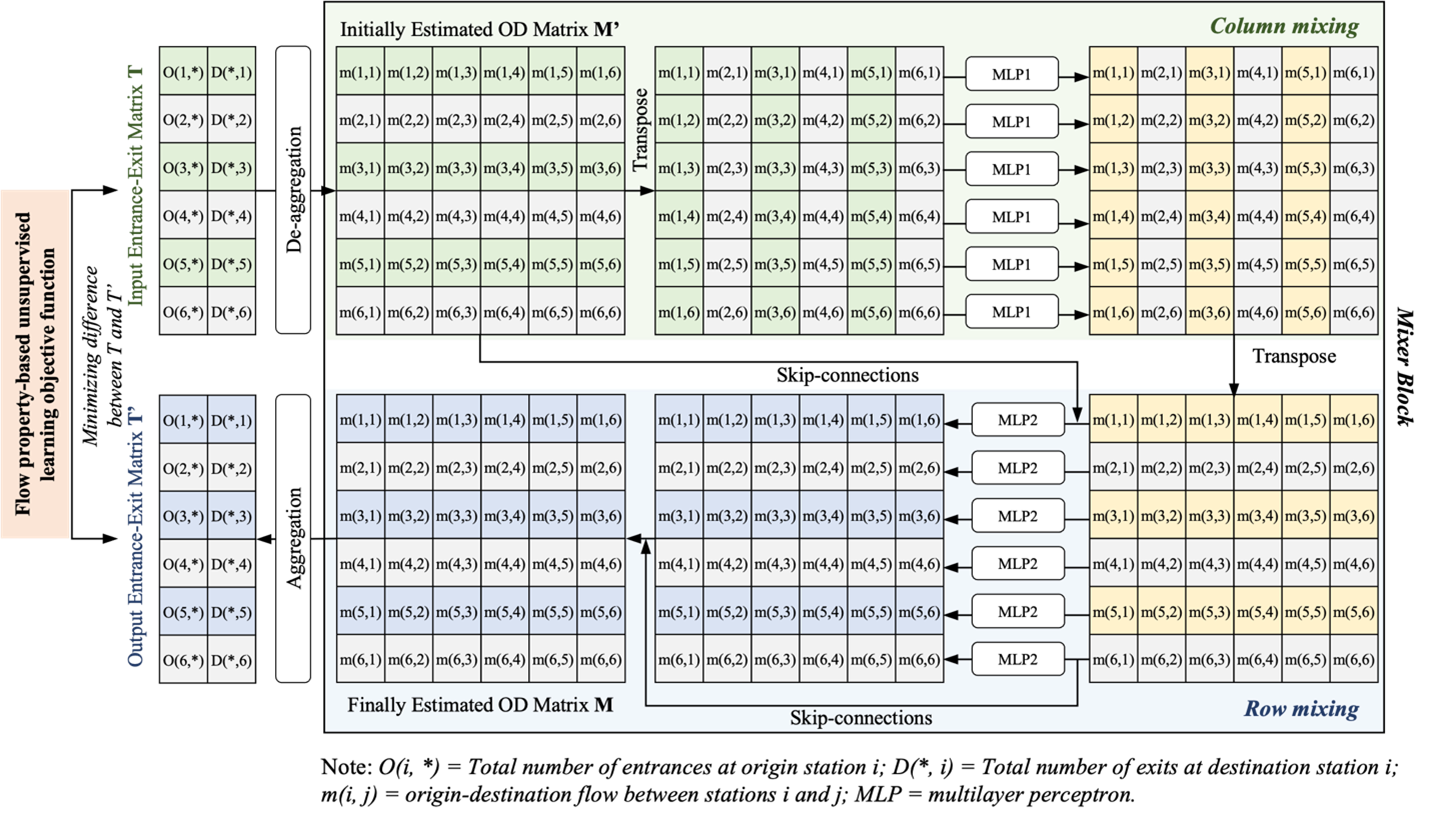 Flow property-based unsupervised
learning objective function
Minimizing difference
between T and T’
Input Entrance-Exit Matrix T
O(1,*) D(*,1)
O(2,*) D(*,2)
O(3,*) D(*,3)
O(4,*) D(*,4)
O(5,*) D(*,5)
O(6,*) D(*,6)
De-aggregation
Initially Estimated OD Matrix M’
m(1,1) m(1,2) m(1,3) m(1,4) m(1,5) m(1,6)
m(2,1) m(2,2) m(2,3) m(2,4) m(2,5) m(2,6)
m(3,1) m(3,2) m(3,3) m(3,4) m(3,5) m(3,6)
m(4,1) m(4,2) m(4,3) m(4,4) m(4,5) m(4,6)
m(5,1) m(5,2) m(5,3) m(5,4) m(5,5) m(5,6)
m(6,1) m(6,2) m(6,3) m(6,4) m(6,5) m(6,6)
Transpose
Column mixing
m(1,1) m(2,1) m(3,1) m(4,1) m(5,1) m(6,1) MLP1 m(1,1) m(2,1) m(3,1) m(4,1) m(5,1) m(6,1)
m(1,2) m(2,2) m(3,2) m(4,2) m(5,2) m(6,2) MLP1 m(1,2) m(2,2) m(3,2) m(4,2) m(5,2) m(6,2)
m(1,3) m(2,3) m(3,3) m(4,3) m(5,3) m(6,3) MLP1 m(1,3) m(2,3) m(3,3) m(4,3) m(5,3) m(6,3)
m(1,4) m(2,4) m(3,4) m(4,4) m(5,4) m(6,4) MLP1 m(1,4) m(2,4) m(3,4) m(4,4) m(5,4) m(6,4)
m(1,5) m(2,5) m(3,5) m(4,5) m(5,5) m(6,5) MLP1 m(1,5) m(2,5) m(3,5) m(4,5) m(5,5) m(6,5)
m(1,6) m(2,6) m(3,6) m(4,6) m(5,6) m(6,6) MLP1 m(1,6) m(2,6) m(3,6) m(4,6) m(5,6) m(6,6)
Skip-connections
Transpose
Mixer Block
Output Entrance-Exit Matrix T’
O(1,*) D(*,1)
O(2,*) D(*,2)
O(3,*) D(*,3)
O(4,*) D(*,4)
O(5,*) D(*,5)
O(6,*) D(*,6)
Aggregation
m(1,1) m(1,2) m(1,3) m(1,4) m(1,5) m(1,6)
m(2,1) m(2,2) m(2,3) m(2,4) m(2,5) m(2,6)
m(3,1) m(3,2) m(3,3) m(3,4) m(3,5) m(3,6)
m(4,1) m(4,2) m(4,3) m(4,4) m(4,5) m(4,6)
m(5,1) m(5,2) m(5,3) m(5,4) m(5,5) m(5,6)
m(6,1) m(6,2) m(6,3) m(6,4) m(6,5) m(6,6)
m(1,1) m(1,2) m(1,3) m(1,4) m(1,5) m(1,6) MLP2 m(1,1) m(1,2) m(1,3) m(1,4) m(1,5) m(1,6)
m(2,1) m(2,2) m(2,3) m(2,4) m(2,5) m(2,6) MLP2 m(2,1) m(2,2) m(2,3) m(2,4) m(2,5) m(2,6)
m(3,1) m(3,2) m(3,3) m(3,4) m(3,5) m(3,6) MLP2 m(3,1) m(3,2) m(3,3) m(3,4) m(3,5) m(3,6)
m(4,1) m(4,2) m(4,3) m(4,4) m(4,5) m(4,6) MLP2 m(4,1) m(4,2) m(4,3) m(4,4) m(4,5) m(4,6)
m(5,1) m(5,2) m(5,3) m(5,4) m(5,5) m(5,6) MLP2 m(5,1) m(5,2) m(5,3) m(5,4) m(5,5) m(5,6)
m(6,1) m(6,2) m(6,3) m(6,4) m(6,5) m(6,6) MLP2 m(6,1) m(6,2) m(6,3) m(6,4) m(6,5) m(6,6)
Finally Estimated OD Matrix M
Skip-connections
Row mixing
Note: O(i, *) = Total number of entrances at origin station i; D(*, i) = Total number of exits at destination station i;
m(i, j) = origin-destination flow between stations i and j; MLP = multilayer perceptron.